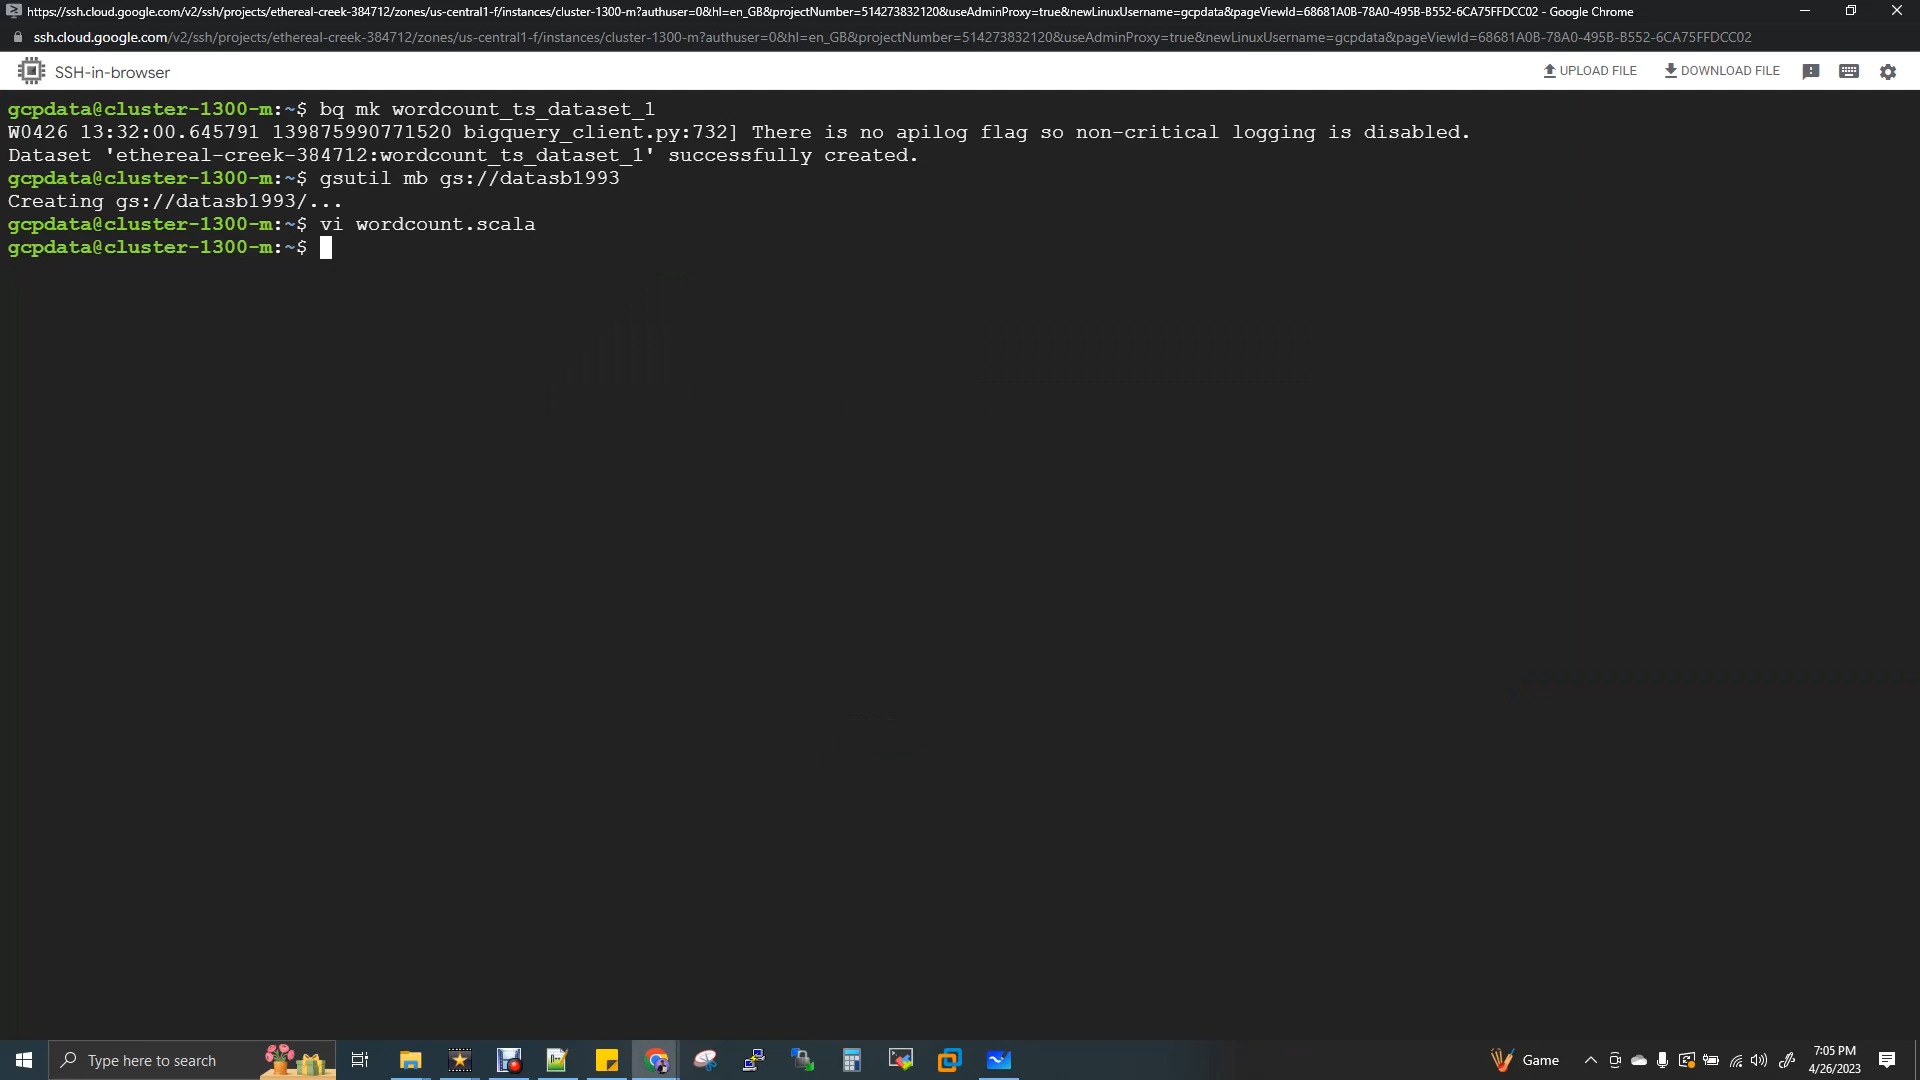 https://ssh.cloud.google.com/v2/ssh/projects/ethereal-creek-384712/zones/us-central1-f/instances/cluster-1300-m?authuser=0&hl=en_GB&projectNumber=514273832120&useAdminProxy=true&newLinuxUsername=gcpdata&pageViewId=68681A0B-78A0-495B-B552-6CA75FFDCC02 - Google Chrome
ssh.cloud.google.com/v2/ssh/projects/ethereal-creek-384712/zones/us-central1-f/instances/cluster-1300-m?authuser=0&hl=en_GB&projectNumber=514273832120&useAdminProxy=true&newLinuxUsername=gcpdata&pageViewId=68681A0B-78A0-495B-B552-6CA75FFDCC02
SSH-in-browser
UPLOAD FILE
DOWNLOAD FILE
gcpdata@cluster-1300-m:~$ bq mk wordcount_ts_dataset_1
W0426 13:32:00.645791 139875990771520 bigquery_client.py:732] There is no apilog flag so non-critical logging is disabled.
Dataset 'ethereal-creek-384712:wordcount_ts_dataset_1' successfully created.
gcpdata@cluster-1300-m:~$ gsutil mb gs://datasb1993
Creating gs://datasb1993/...
gcpdata@cluster-1300-m:~$ vi wordcount.scala
gcpdata@cluster-1300-m:~$
Type here to search
Game
7:05 PM
4/26/2023